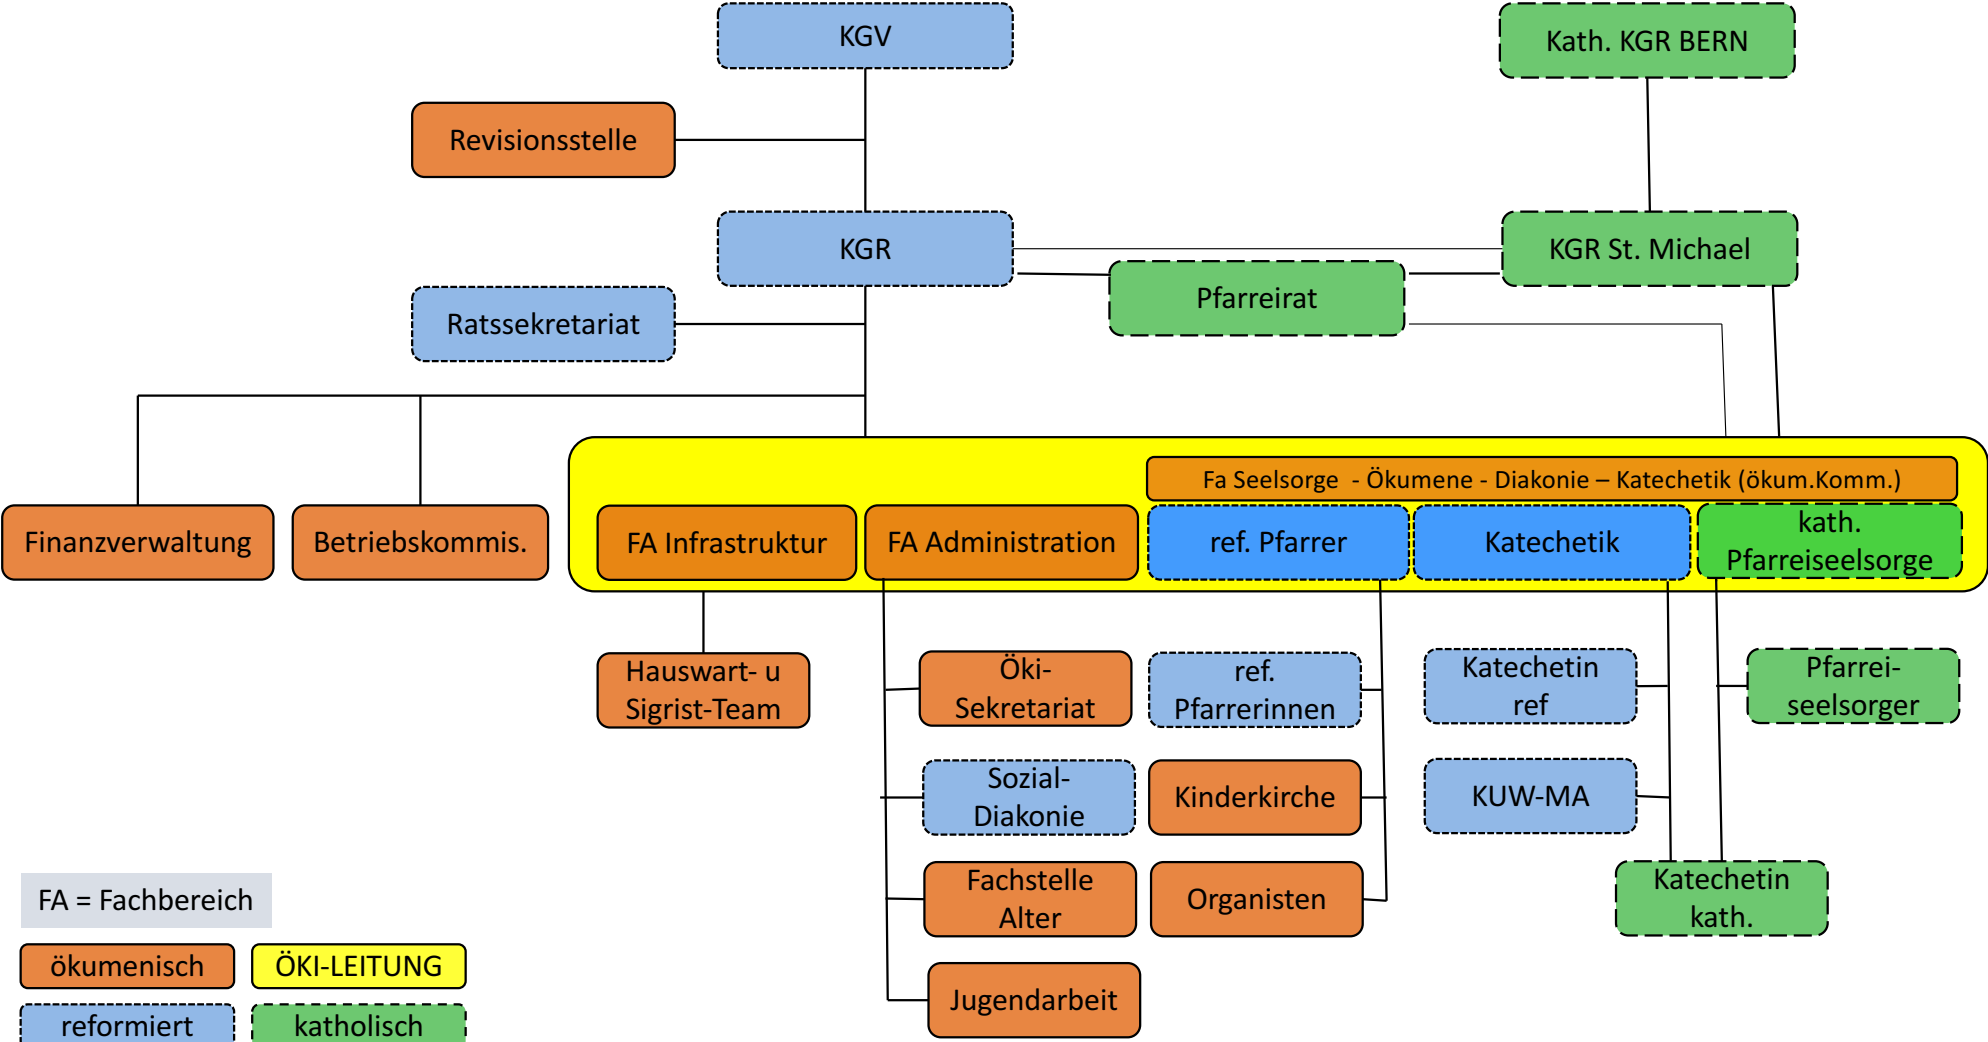 KGV
Kath. KGR BERN
Revisionsstelle
KGR
KGR St. Michael
Pfarreirat
Ratssekretariat
Fa Seelsorge - Ökumene - Diakonie – Katechetik (ökum.Komm.)
Finanzverwaltung
Betriebskommis.
FA Infrastruktur
FA Administration
ref. Pfarrer
Katechetik
kath.
Pfarreiseelsorge
Hauswart- u
Sigrist-Team
Öki-
Sekretariat
ref.
Pfarrerinnen
Katechetin
ref
Pfarrei-
seelsorger
Sozial-
Diakonie
Kinderkirche
KUW-MA
Fachstelle
Alter
Organisten
Katechetin
kath.
Jugendarbeit
FA = Fachbereich
ökumenisch
ÖKI-LEITUNG
reformiert
katholisch